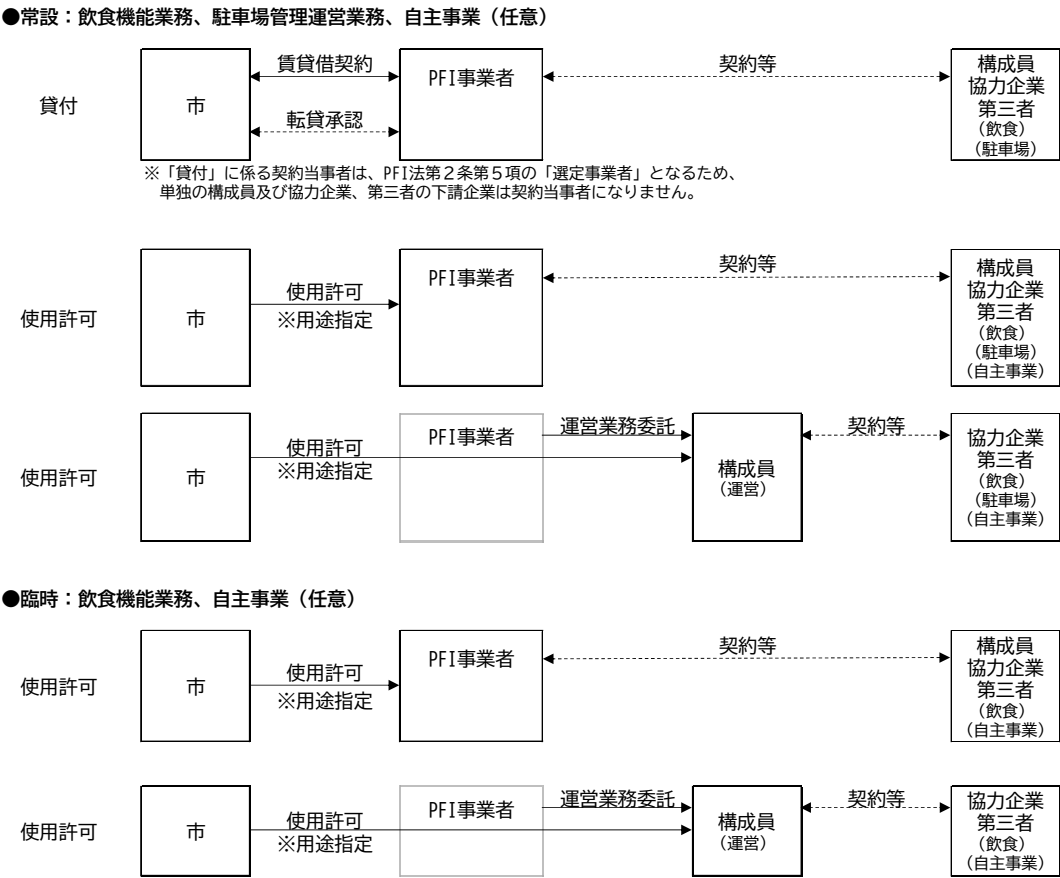 ●常設：飲食機能業務、駐車場管理運営業務、自主事業（任意）
貸付
市
賃貸借契約
転貸承認
PFI事業者
契約等
構成員
協力企業
第三者
（飲食）
（駐車場）
※「貸付」に係る契約当事者は、PFI法第２条第５項の「選定事業者」となるため、
単独の構成員及び協力企業、第三者の下請企業は契約当事者になりません。
使用許可
市
使用許可
※用途指定
PFI事業者
契約等
構成員
協力企業
第三者
（飲食）
（駐車場）
（自主事業）
使用許可
市
使用許可
※用途指定
PFI事業者
運営業務委託
構成員
（運営）
契約等
協力企業
第三者
（飲食）
（駐車場）
（自主事業）
●臨時：飲食機能業務、自主事業（任意）
使用許可
市
使用許可
※用途指定
PFI事業者
契約等
構成員
協力企業
第三者
（飲食）
（自主事業）
使用許可
市
使用許可
※用途指定
PFI事業者
運営業務委託
構成員
（運営）
契約等
協力企業
第三者
（飲食）
（自主事業）